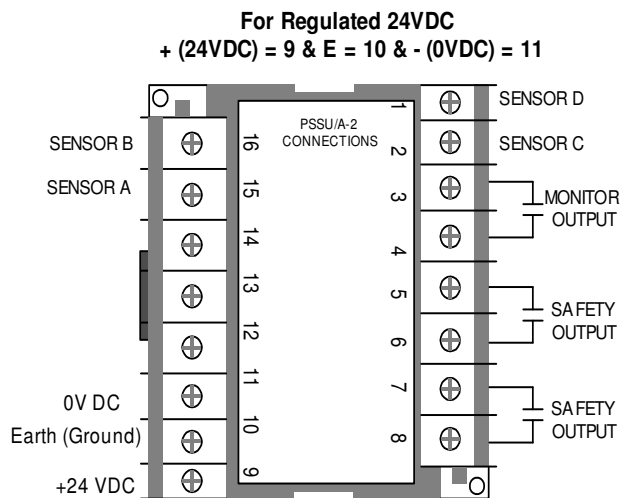 For Regulated 24VDC
+ (24VDC) = 9 & E = 10 & - (0VDC) = 11
PSSU/A-2
CONNECTIONS
SENSOR B
SENSOR A
0V DC
Earth (Ground)
+24 VDC
16
15
14
13
12
11
10
9
1
2
3
4
5
6
7
8
SENSOR D
SENSOR C
MONITOR
OUTPUT
SAFETY
OUTPUT
SAFETY
OUTPUT